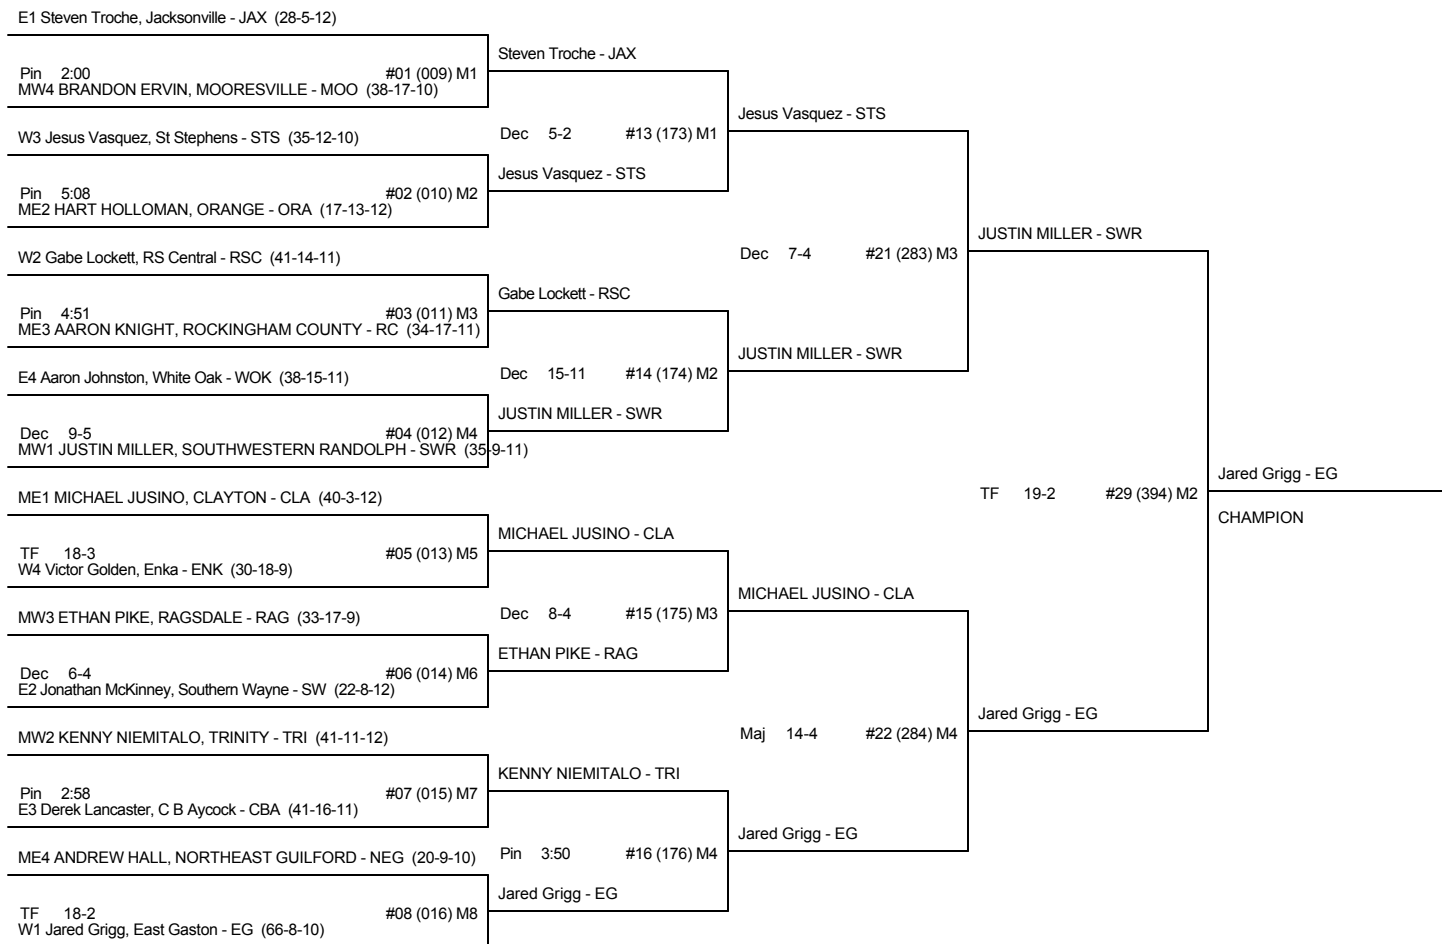 E1 Steven Troche, Jacksonville - JAX (28-5-12)
Steven Troche - JAX
Pin 2:00 #01 (009) M1
MW4 BRANDON ERVIN, MOORESVILLE - MOO (38-17-10)
Jesus Vasquez - STS
W3 Jesus Vasquez, St Stephens - STS (35-12-10)
Dec 5-2 #13 (173) M1
Jesus Vasquez - STS
Pin 5:08 #02 (010) M2
ME2 HART HOLLOMAN, ORANGE - ORA (17-13-12)
JUSTIN MILLER - SWR
W2 Gabe Lockett, RS Central - RSC (41-14-11)
Dec 7-4 #21 (283) M3
Gabe Lockett - RSC
Pin 4:51 #03 (011) M3
ME3 AARON KNIGHT, ROCKINGHAM COUNTY - RC (34-17-11)
JUSTIN MILLER - SWR
E4 Aaron Johnston, White Oak - WOK (38-15-11)
Dec 15-11 #14 (174) M2
JUSTIN MILLER - SWR
Dec 9-5 #04 (012) M4
MW1 JUSTIN MILLER, SOUTHWESTERN RANDOLPH - SWR (35-9-11)
Jared Grigg - EG
ME1 MICHAEL JUSINO, CLAYTON - CLA (40-3-12)
TF 19-2 #29 (394) M2
CHAMPION
MICHAEL JUSINO - CLA
TF 18-3 #05 (013) M5
W4 Victor Golden, Enka - ENK (30-18-9)
MICHAEL JUSINO - CLA
MW3 ETHAN PIKE, RAGSDALE - RAG (33-17-9)
Dec 8-4 #15 (175) M3
ETHAN PIKE - RAG
Dec 6-4 #06 (014) M6
E2 Jonathan McKinney, Southern Wayne - SW (22-8-12)
Jared Grigg - EG
MW2 KENNY NIEMITALO, TRINITY - TRI (41-11-12)
Maj 14-4 #22 (284) M4
KENNY NIEMITALO - TRI
Pin 2:58 #07 (015) M7
E3 Derek Lancaster, C B Aycock - CBA (41-16-11)
Jared Grigg - EG
ME4 ANDREW HALL, NORTHEAST GUILFORD - NEG (20-9-10)
Pin 3:50 #16 (176) M4
Jared Grigg - EG
TF 18-2 #08 (016) M8
W1 Jared Grigg, East Gaston - EG (66-8-10)